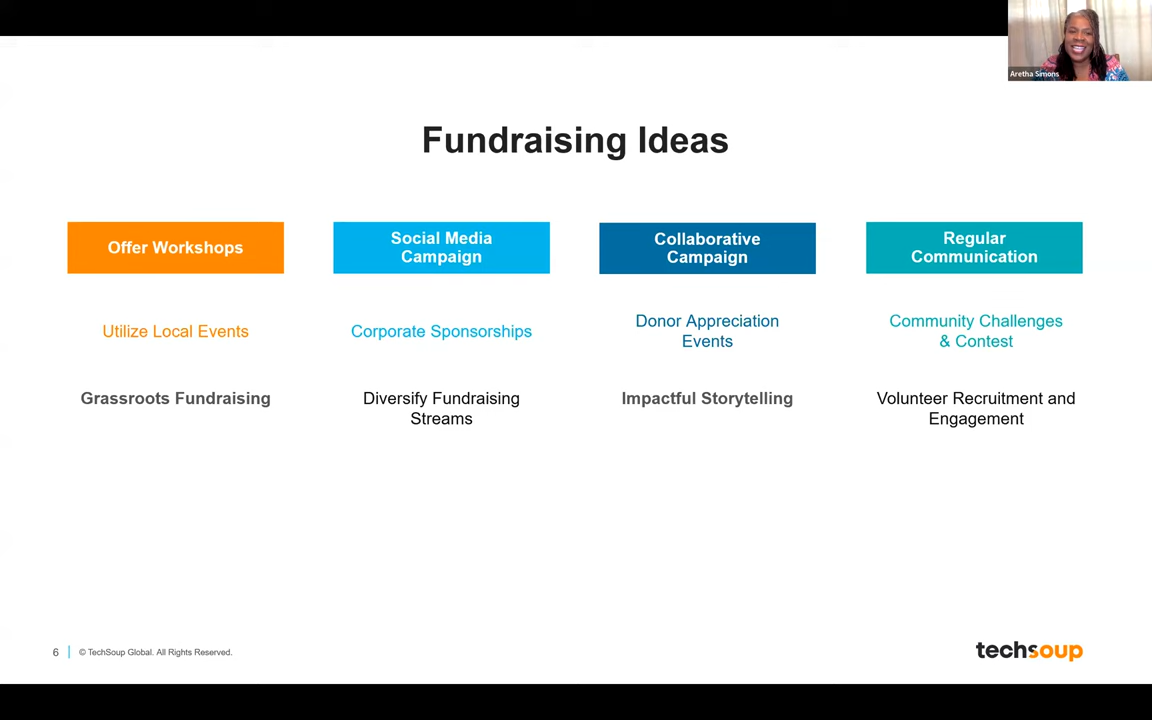 Aretha Simons
Fundraising Ideas
Offer Workshops
Social Media
Campaign
Collaborative
Campaign
Regular
Communication
Utilize Local Events
Corporate Sponsorships
Donor Appreciation
Events
Community Challenges
& Contest
Grassroots Fundraising
Diversify Fundraising
Streams
Impactful Storytelling
Volunteer Recruitment and
Engagement
6
© TechSoup Global. All Rights Reserved.
techsoup